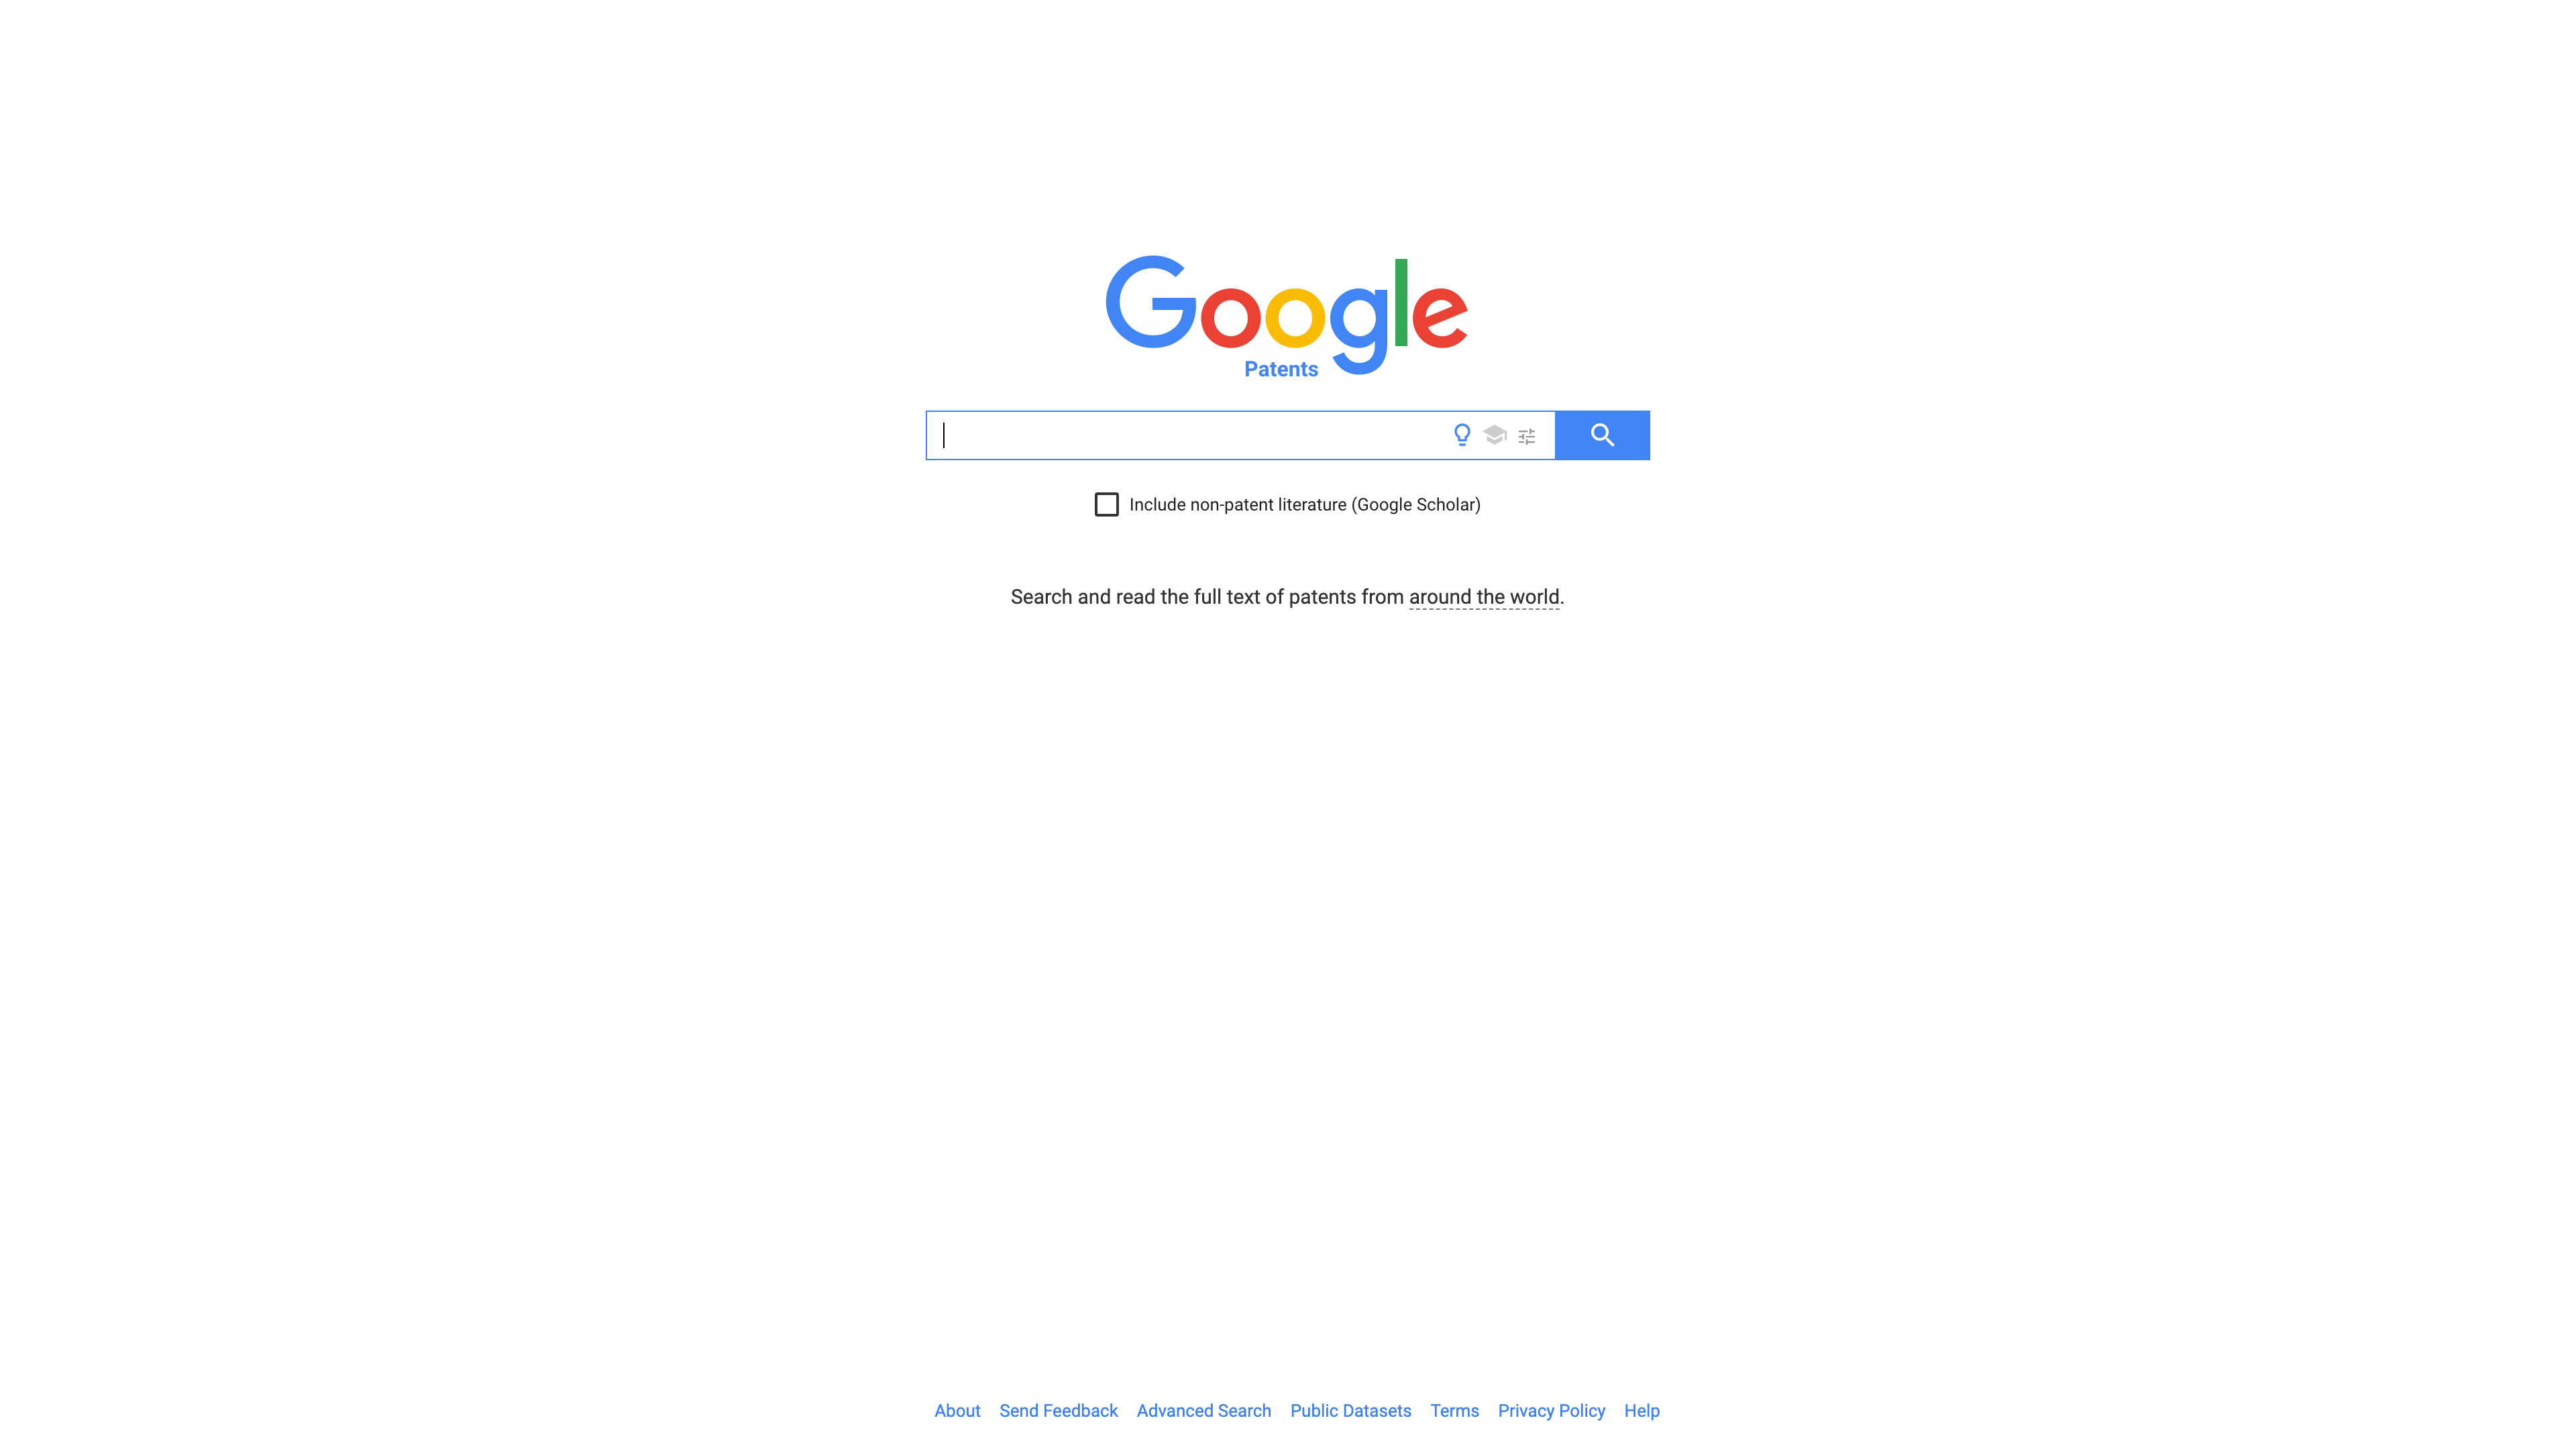 Google
Patents
Include non-patent literature (Google Scholar)
Search and read the full text of patents from around the world.
About Send Feedback Advanced Search Public Datasets Terms Privacy Policy Help